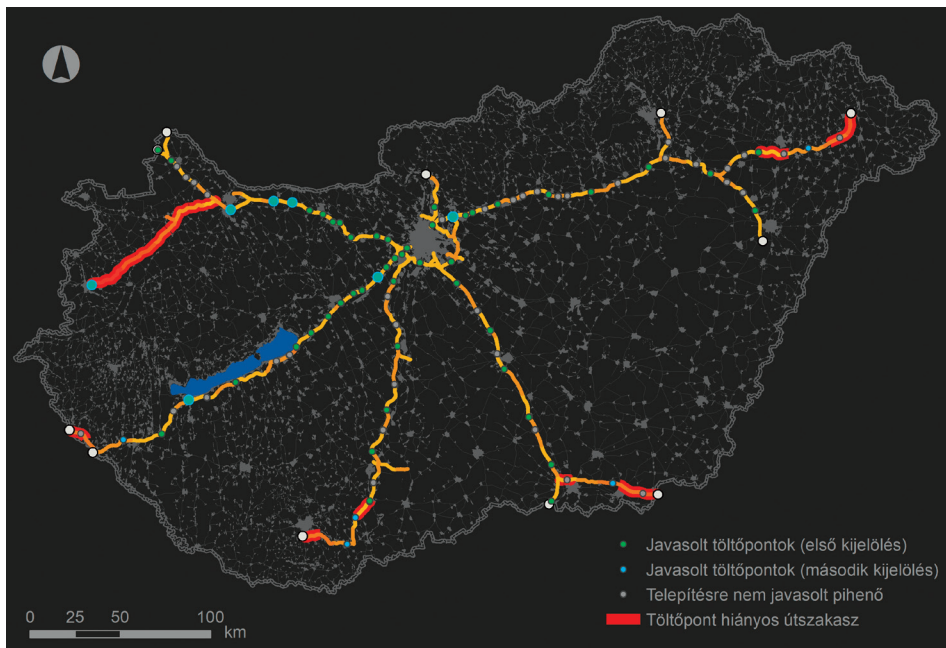 Javasolt töltőpontok (első kijelölés)
Javasolt töltőpontok (második kijelölés)
Telepítésre nem javasolt pihenő
Töltőpont hiányos útszakasz
0 25 50 100
km